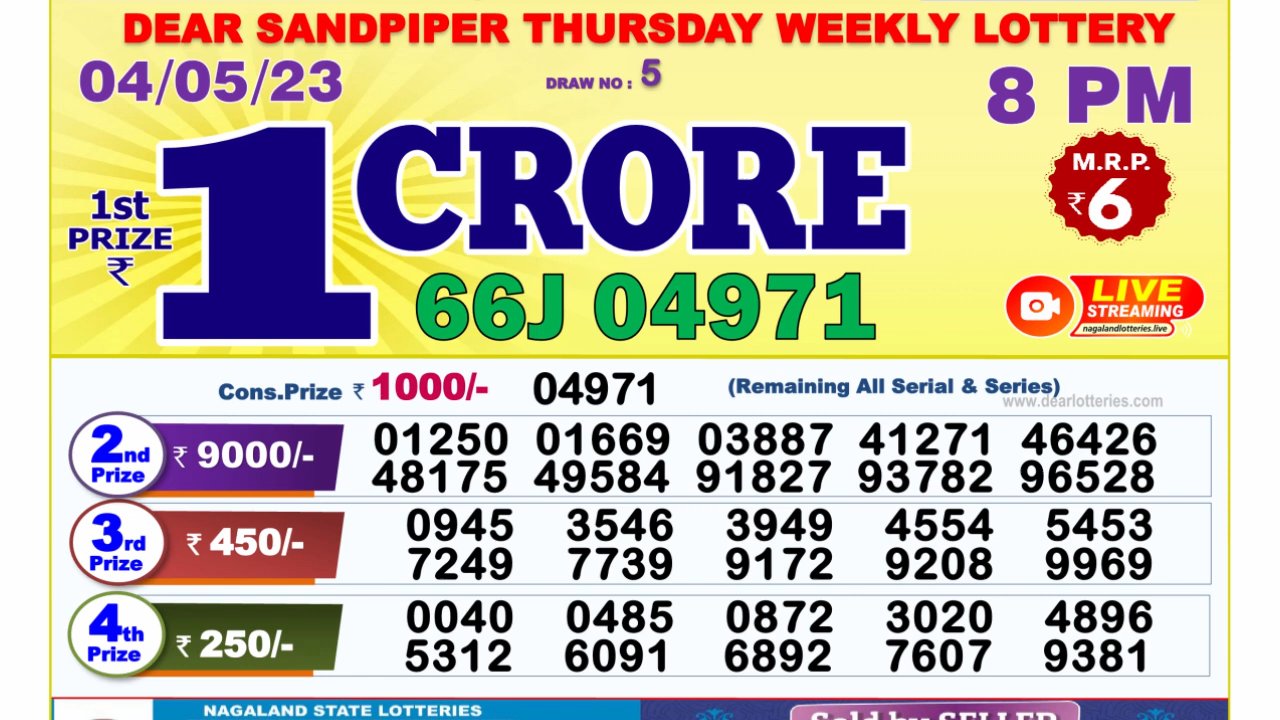 DEAR SANDPIPER THURSDAY WEEKLY LOTTERY
04/05/23
DRAW NO : 5
8 PM
1st
PRIZE
₹
1 CRORE
M.R.P.
₹6
66J 04971
LIVE
STREAMING
nagalandlotteries.live
Cons.Prize ₹ 1000/- 04971 (Remaining All Serial & Series)
www.dearlotteries.com
2nd
Prize
₹ 9000/-
01250 01669 03887 41271 46426
48175 49584 91827 93782 96528
3rd
Prize
₹ 450/-
0945 3546 3949 4554 5453
7249 7739 9172 9208 9969
4th
Prize
₹ 250/-
0040 0485 0872 3020 4896
5312 6091 6892 7607 9381
NAGALAND STATE LOTTERIES
Sold by SELLER